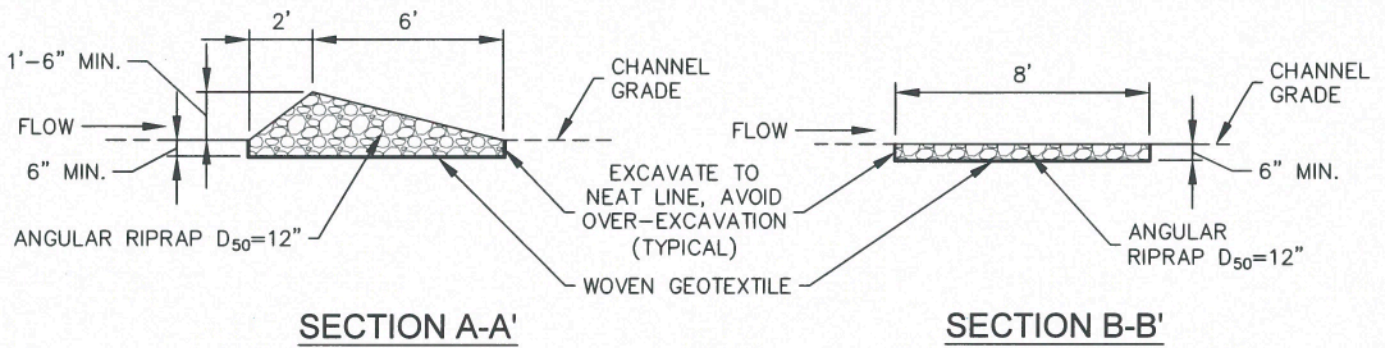 2'
6'
1'-6" MIN.
FLOW
6" MIN.
CHANNEL
GRADE
ANGULAR RIPRAP D₅₀=12"
EXCAVATE TO
NEAT LINE, AVOID
OVER-EXCAVATION
(TYPICAL)
WOVEN GEOTEXTILE
SECTION A-A'
8'
FLOW
CHANNEL
GRADE
6" MIN.
ANGULAR
RIPRAP D₅₀=12"
SECTION B-B'